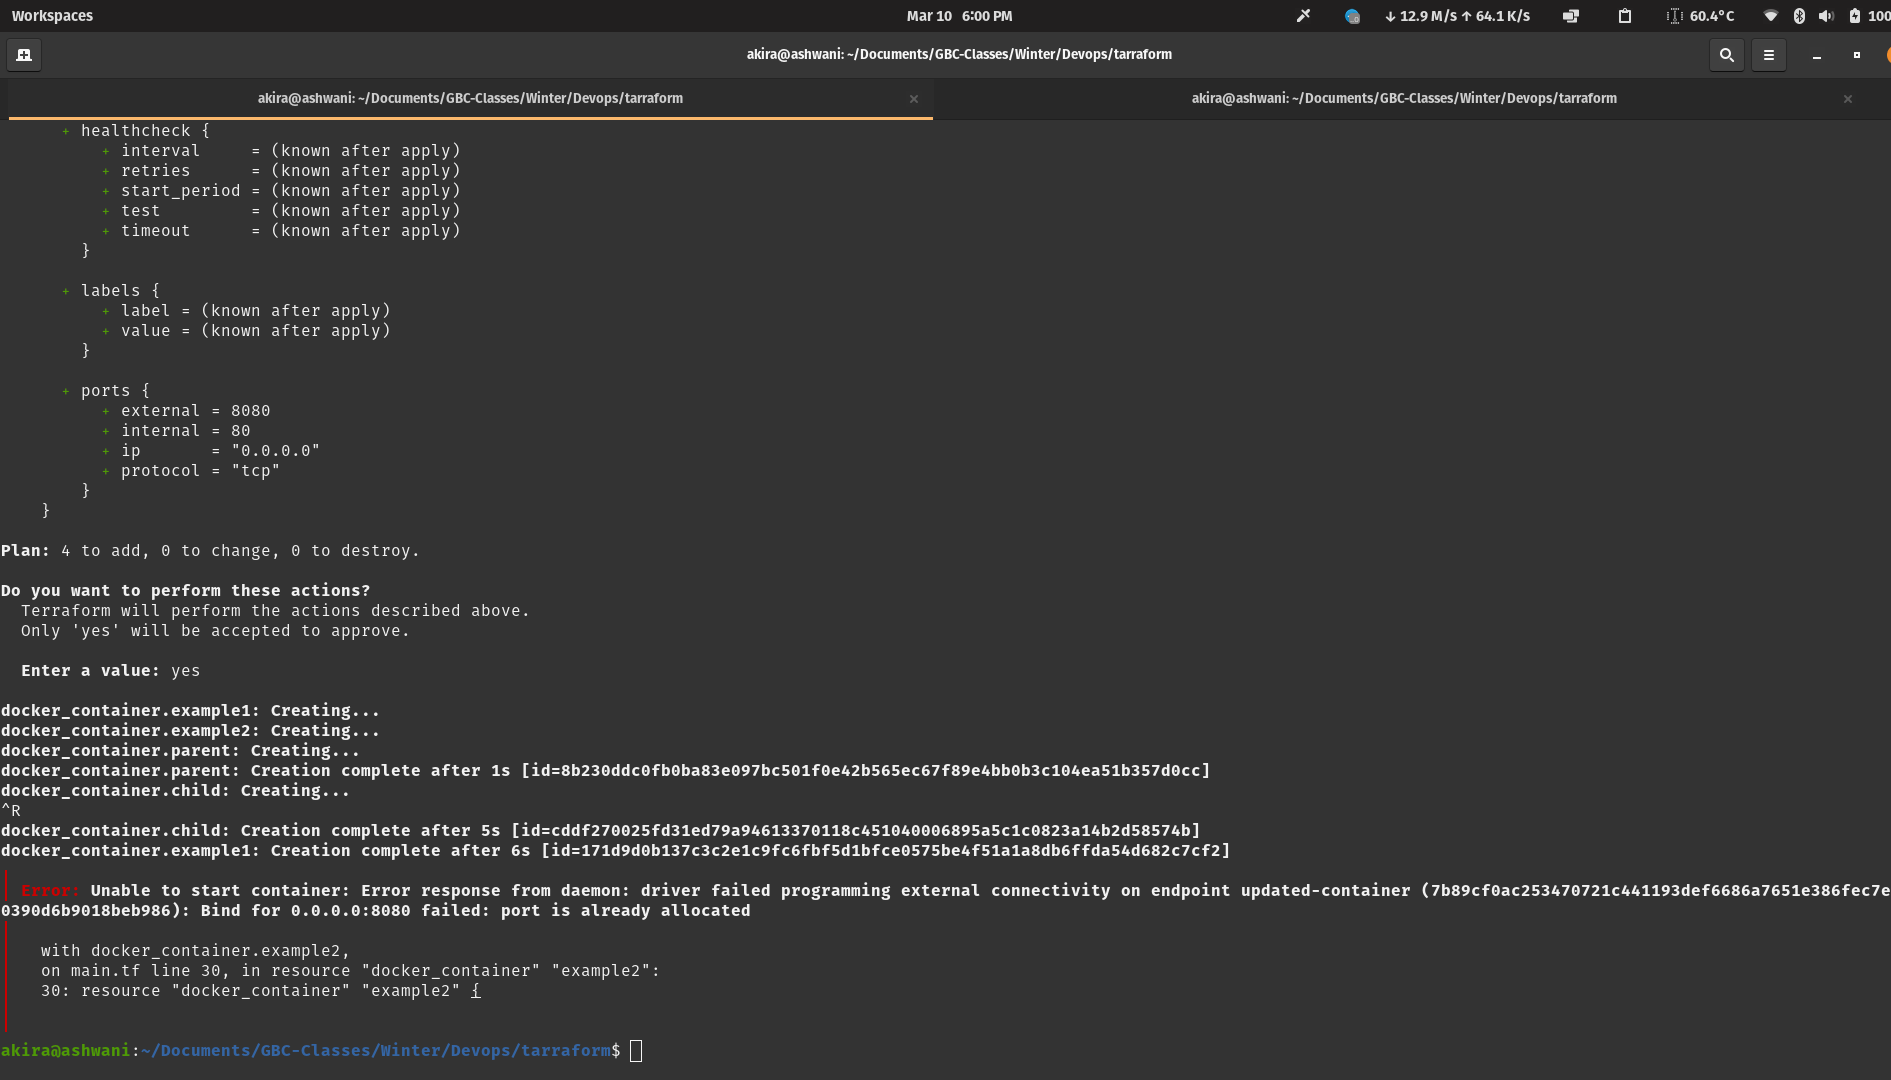 Workspaces
Mar 10 6:00 PM
↓ 12.9 M/s ↑ 64.1 K/s
60.4°C
100
akira@ashwani: ~/Documents/GBC-Classes/Winter/Devops/tarraform
akira@ashwani: ~/Documents/GBC-Classes/Winter/Devops/tarraform ×
akira@ashwani: ~/Documents/GBC-Classes/Winter/Devops/tarraform ×
+ healthcheck {
+ interval = (known after apply)
+ retries = (known after apply)
+ start_period = (known after apply)
+ test = (known after apply)
+ timeout = (known after apply)
}
+ labels {
+ label = (known after apply)
+ value = (known after apply)
}
+ ports {
+ external = 8080
+ internal = 80
+ ip = "0.0.0.0"
+ protocol = "tcp"
}
}
Plan: 4 to add, 0 to change, 0 to destroy.
Do you want to perform these actions?
Terraform will perform the actions described above.
Only 'yes' will be accepted to approve.
Enter a value: yes
docker_container.example1: Creating...
docker_container.example2: Creating...
docker_container.parent: Creating...
docker_container.parent: Creation complete after 1s [id=8b230ddc0fb0ba83e097bc501f0e42b565ec67f89e4bb0b3c104ea51b357d0cc]
docker_container.child: Creating...
^R
docker_container.child: Creation complete after 5s [id=cddf270025fd31ed79a94613370118c451040006895a5c1c0823a14b2d58574b]
docker_container.example1: Creation complete after 6s [id=171d9d0b137c3c2e1c9fc6fbf5d1bfce0575be4f51a1a8db6ffda54d682c7cf2]
Error: Unable to start container: Error response from daemon: driver failed programming external connectivity on endpoint updated-container (7b89cf0ac253470721c441193def6686a7651e386fec7e
0390d6b9018beb986): Bind for 0.0.0.0:8080 failed: port is already allocated
with docker_container.example2,
on main.tf line 30, in resource "docker_container" "example2":
30: resource "docker_container" "example2" {
akira@ashwani:~/Documents/GBC-Classes/Winter/Devops/tarraform$